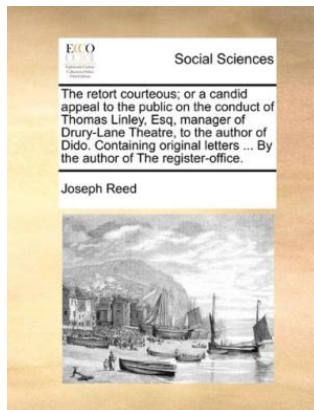 ECCO
Social Sciences
The retort courteous; or a candid
appeal to the public on the conduct of
Thomas Linley, Esq, manager of
Drury-Lane Theatre, to the author of
Dido. Containing original letters ... By
the author of The register-office.
Joseph Reed